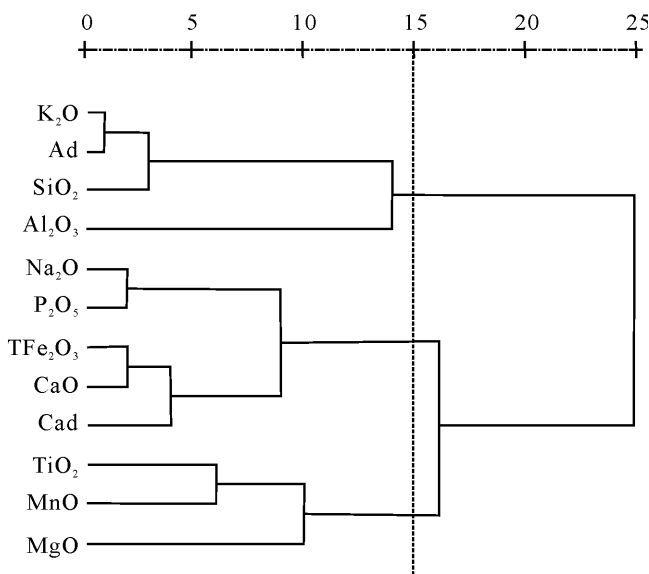 0 5 10 15 20 25
K₂O
Ad
SiO₂
Al₂O₃
Na₂O
P₂O₅
TFe₂O₃
CaO
Cad
TiO₂
MnO
MgO